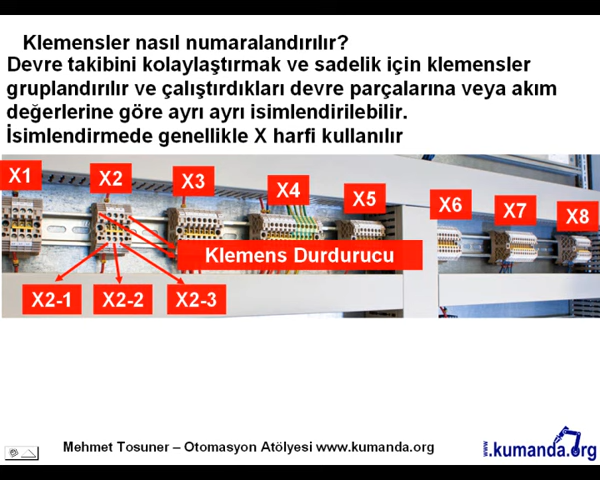 Klemensler nasıl numaralandırılır?
Devre takibini kolaylaştırmak ve sadelik için klemensler
gruplandırılır ve çalıştırdıkları devre parçalarına veya akım
değerlerine göre ayrı ayrı isimlendirilebilir.
İsimlendirmede genellikle X harfi kullanılır
X1
X2
X3
X4
X5
X6
X7
X8
Klemens Durdurucu
X2-1
X2-2
X2-3
Mehmet Tosuner – Otomasyon Atölyesi www.kumanda.org
www.kumanda.org